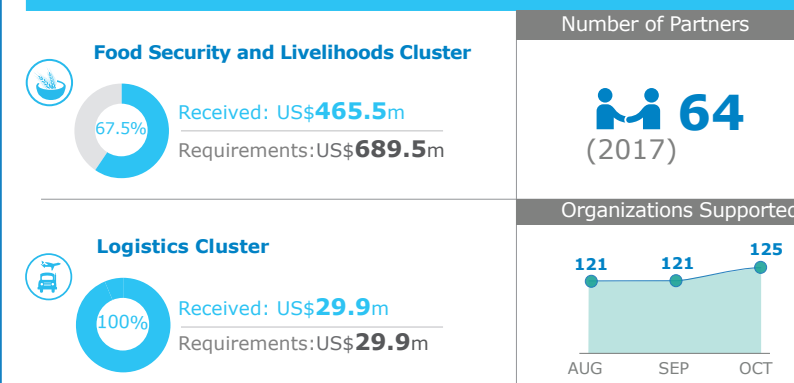 Food Security and Livelihoods Cluster
67.5%
Received: US$465.5m
Requirements:US$689.5m
Number of Partners
64
(2017)
Logistics Cluster
100%
Received: US$29.9m
Requirements:US$29.9m
Organizations Supported
121
121
125
AUG
SEP
OCT